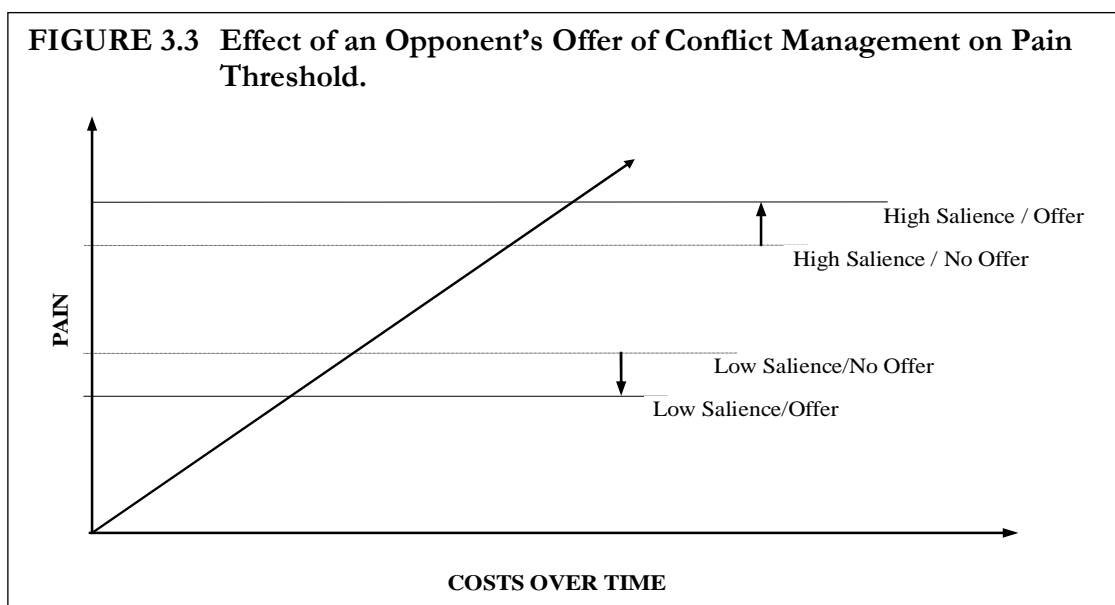 FIGURE 3.3 Effect of an Opponent’s Offer of Conflict Management on Pain
Threshold.
High Salience / Offer
High Salience / No Offer
PAIN
Low Salience/No Offer
Low Salience/Offer
COSTS OVER TIME